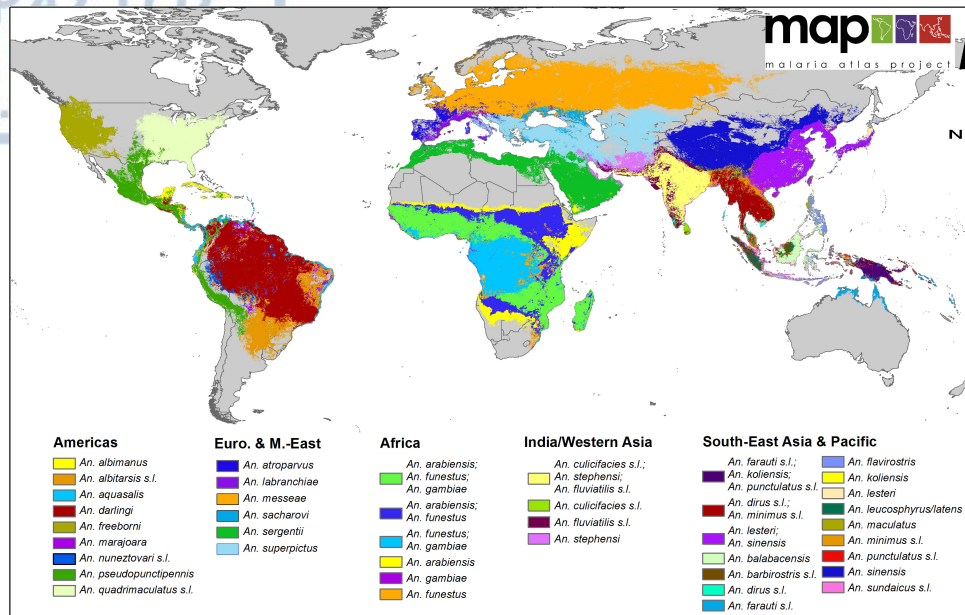 map
malaria atlas project
N
Americas
An. albimanus
An. albitarsis s.l.
An. aquasalis
An. darlingi
An. freeborni
An. marajoara
An. nuneztovari s.l.
An. pseudopunctipennis
An. quadrimaculatus s.l.
Euro. & M.-East
An. atroparvus
An. labranchiae
An. messeae
An. sacharovi
An. sergentii
An. superpictus
Africa
An. arabiensis;
An. funestus;
An. gambiae
An. arabiensis;
An. funestus
An. funestus;
An. gambiae
An. arabiensis
An. gambiae
An. funestus
India/Western Asia
An. culicifacies s.l.;
An. stephensi;
An. fluviatilis s.l.
An. culicifacies s.l.
An. fluviatilis s.l.
An. stephensi
South-East Asia & Pacific
An. farauti s.l.;
An. koliensis;
An. punctulatus s.l.
An. dirus s.l.;
An. minimus s.l.
An. lesteri;
An. sinensis
An. balabacensis
An. barbirostris s.l.
An. dirus s.l.
An. farauti s.l.
An. flavirostris
An. koliensis
An. lesteri
An. leucosphyrus/latens
An. maculatus
An. minimus s.l.
An. punctulatus s.l.
An. sinensis
An. sundaicus s.l.